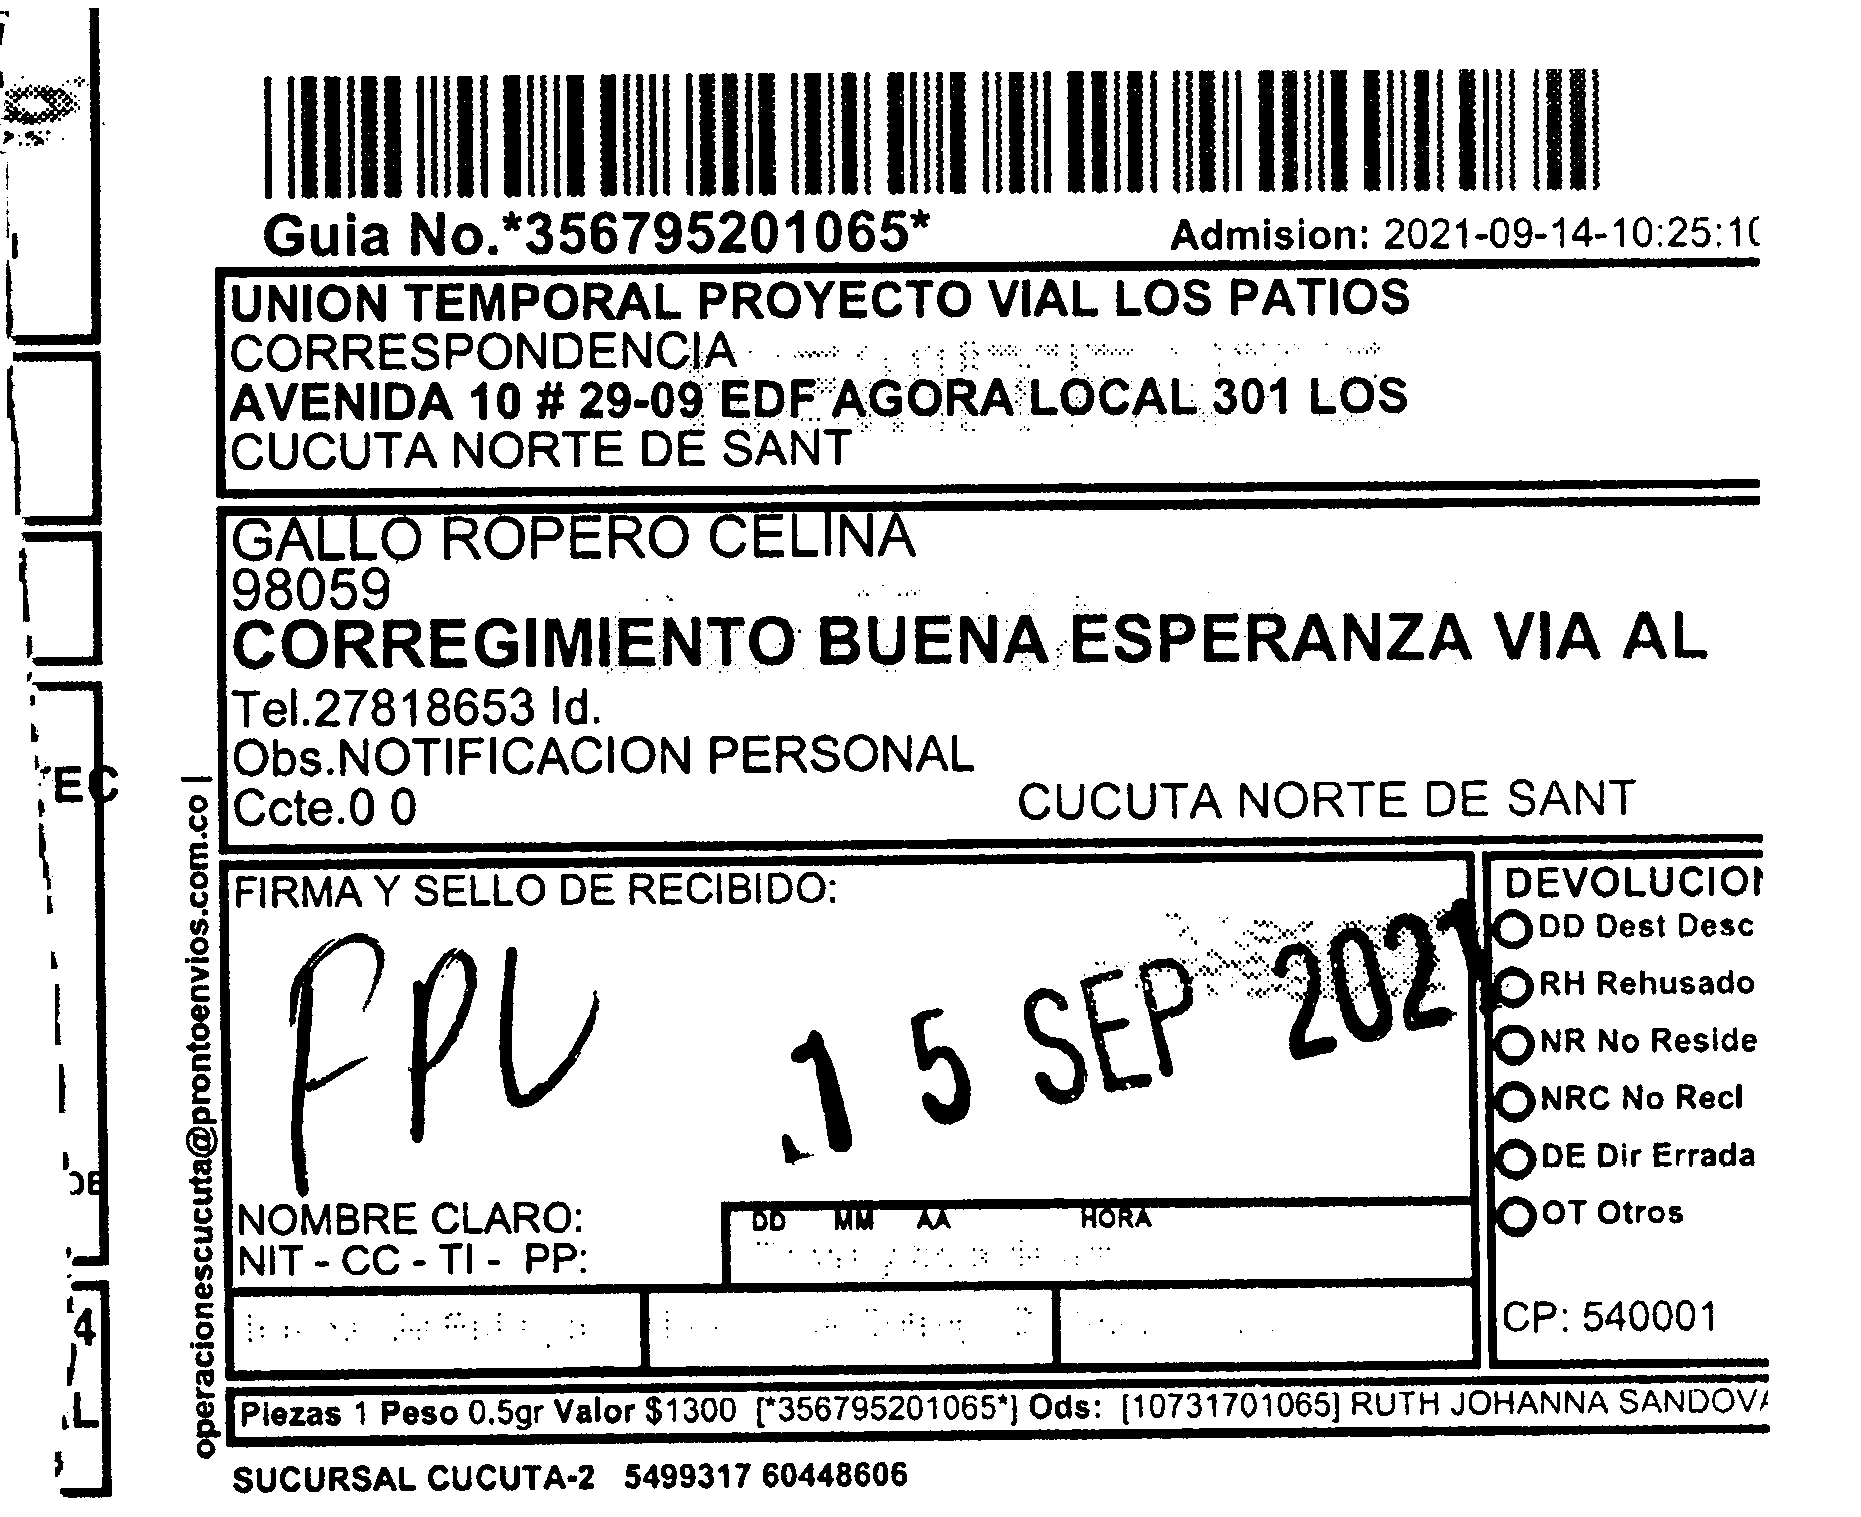 Guia No.*356795201065*
Admision: 2021-09-14-10:25:10
UNION TEMPORAL PROYECTO VIAL LOS PATIOS
CORRESPONDENCIA
AVENIDA 10 # 29-09 EDF AGORA LOCAL 301 LOS
CUCUTA NORTE DE SANT
GALLO ROPERO CELINA
98059
CORREGIMIENTO BUENA ESPERANZA VIA AL
Tel.27818653 Id.
Obs.NOTIFICACION PERSONAL
Ccte.0 0
CUCUTA NORTE DE SANT
EC
operacionescucuta@prontoenvios.com.co |
FIRMA Y SELLO DE RECIBIDO:
FPL
15 SEP 2021
NOMBRE CLARO:
NIT - CC - TI - PP:
DD MM AA HORA
DEVOLUCION
DD Dest Desc
RH Rehusado
NR No Reside
NRC No Recl
DE Dir Errada
OT Otros
CP: 540001
4
L
Piezas 1 Peso 0.5gr Valor $1300 [*356795201065*] Ods: [10731701065] RUTH JOHANNA SANDOVA
SUCURSAL CUCUTA-2 5499317 60448606